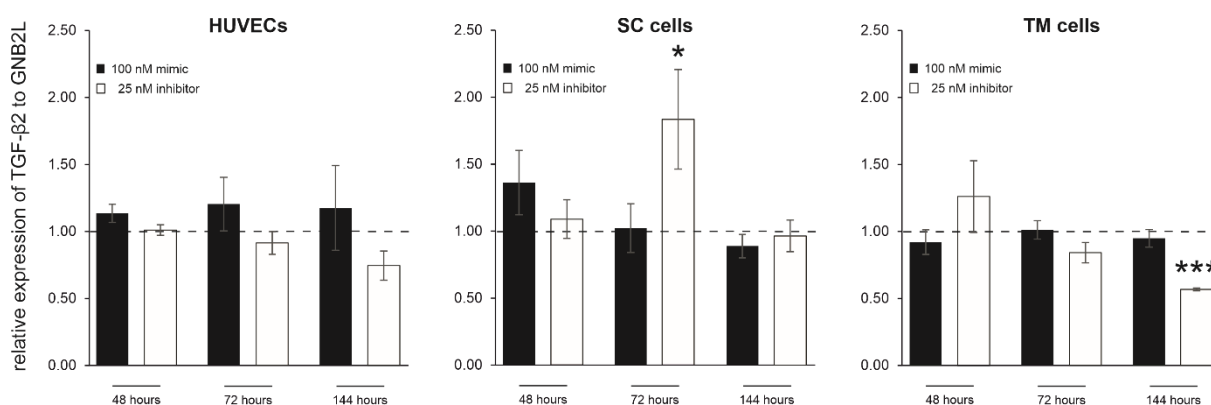 relative expression of TGF-β2 to GNB2L
HUVECs
2.50
2.00
1.50
1.00
0.50
0.00
100 nM mimic
25 nM inhibitor
48 hours
72 hours
144 hours
SC cells
2.50
2.00
1.50
1.00
0.50
0.00
100 nM mimic
25 nM inhibitor
*
48 hours
72 hours
144 hours
TM cells
2.50
2.00
1.50
1.00
0.50
0.00
100 nM mimic
25 nM inhibitor
***
48 hours
72 hours
144 hours